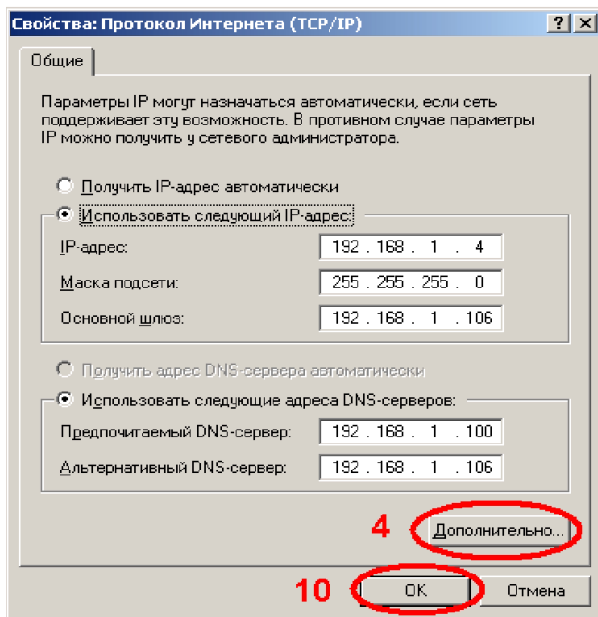 Свойства: Протокол Интернета (TCP/IP)
Общие
Параметры IP могут назначаться автоматически, если сеть
поддерживает эту возможность. В противном случае параметры
IP можно получить у сетевого администратора.
Получить IP-адрес автоматически
Использовать следующий IP-адрес:
IP-адрес: 192 . 168 . 1 . 4
Маска подсети: 255 . 255 . 255 . 0
Основной шлюз: 192 . 168 . 1 . 106
Получить адрес DNS-сервера автоматически
Использовать следующие адреса DNS-серверов:
Предпочитаемый DNS-сервер: 192 . 168 . 1 . 100
Альтернативный DNS-сервер: 192 . 168 . 1 . 106
4 Дополнительно...
10 OK Отмена